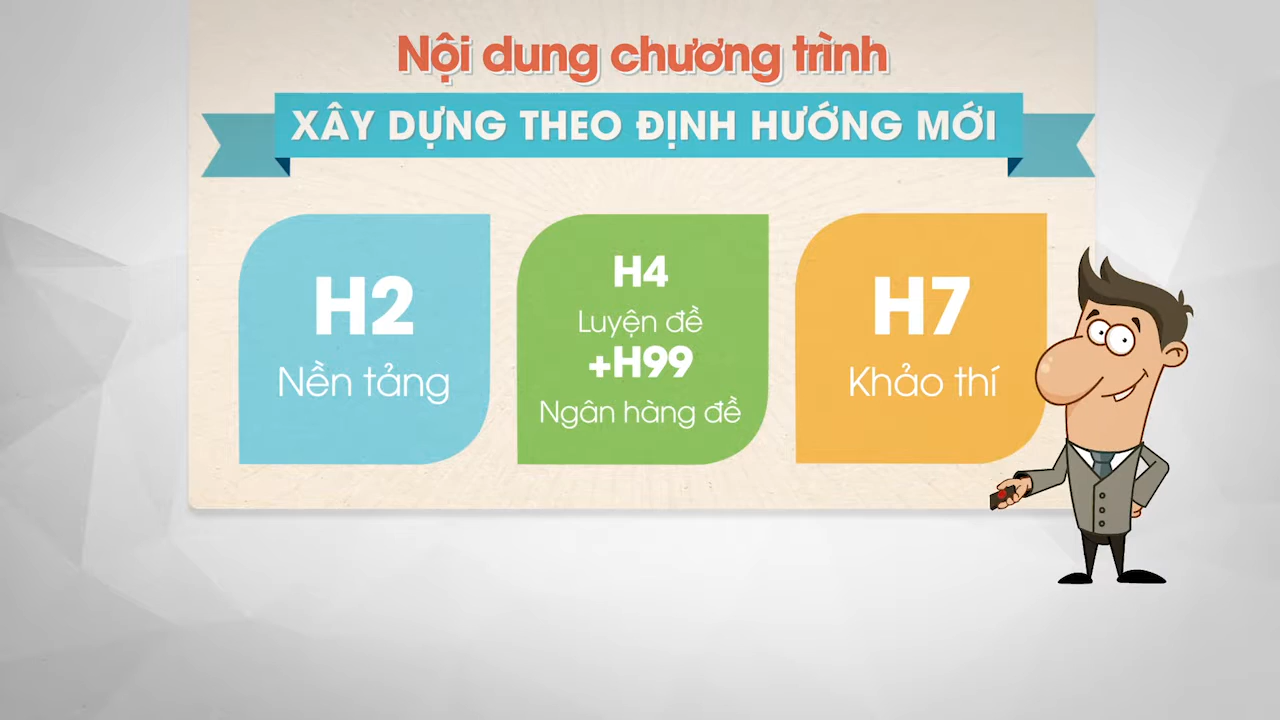 Nội dung chương trình
XÂY DỰNG THEO ĐỊNH HƯỚNG MỚI
H2
Nền tảng
H4
Luyện đề
+H99
Ngân hàng đề
H7
Khảo thí